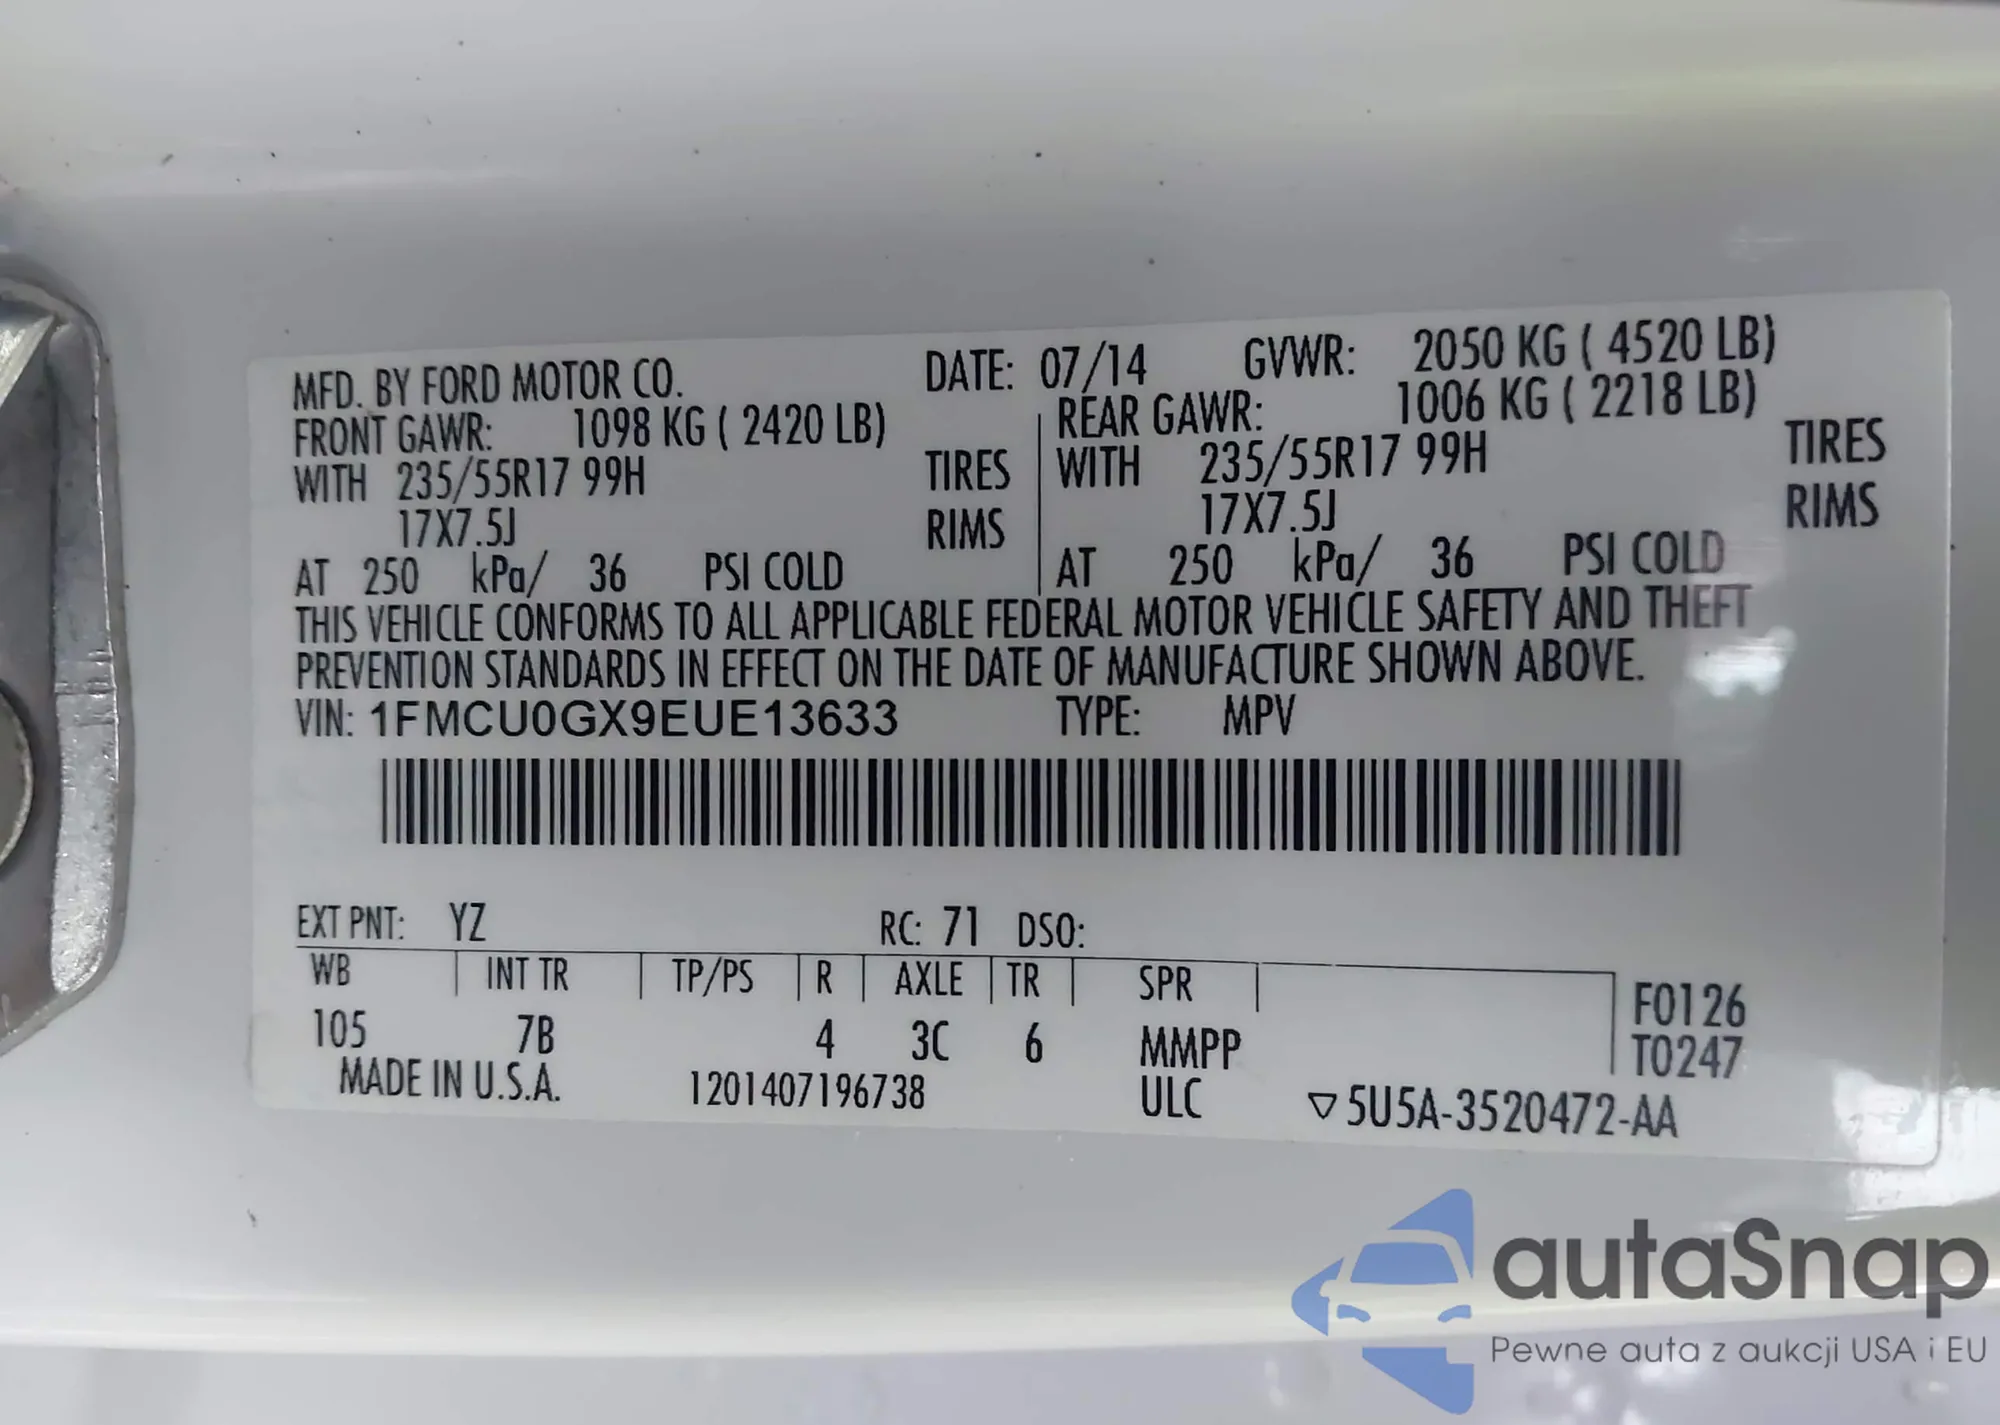 MFD. BY FORD MOTOR CO. DATE: 07/14 GVWR: 2050 KG ( 4520 LB)
FRONT GAWR: 1098 KG ( 2420 LB) REAR GAWR: 1006 KG ( 2218 LB)
WITH 235/55R17 99H TIRES WITH 235/55R17 99H TIRES
17X7.5J RIMS 17X7.5J RIMS
AT 250 kPa/ 36 PSI COLD AT 250 kPa/ 36 PSI COLD
THIS VEHICLE CONFORMS TO ALL APPLICABLE FEDERAL MOTOR VEHICLE SAFETY AND THEFT
PREVENTION STANDARDS IN EFFECT ON THE DATE OF MANUFACTURE SHOWN ABOVE.
VIN: 1FMCU0GX9EUE13633 TYPE: MPV
EXT PNT: YZ RC: 71 DSO:
WB INT TR TP/PS R AXLE TR SPR F0126
105 7B 4 3C 6 MMPP T0247
MADE IN U.S.A. 1201407196738 ULC ▽5U5A-3520472-AA
autaSnap
Pewne auta z aukcji USA i EU